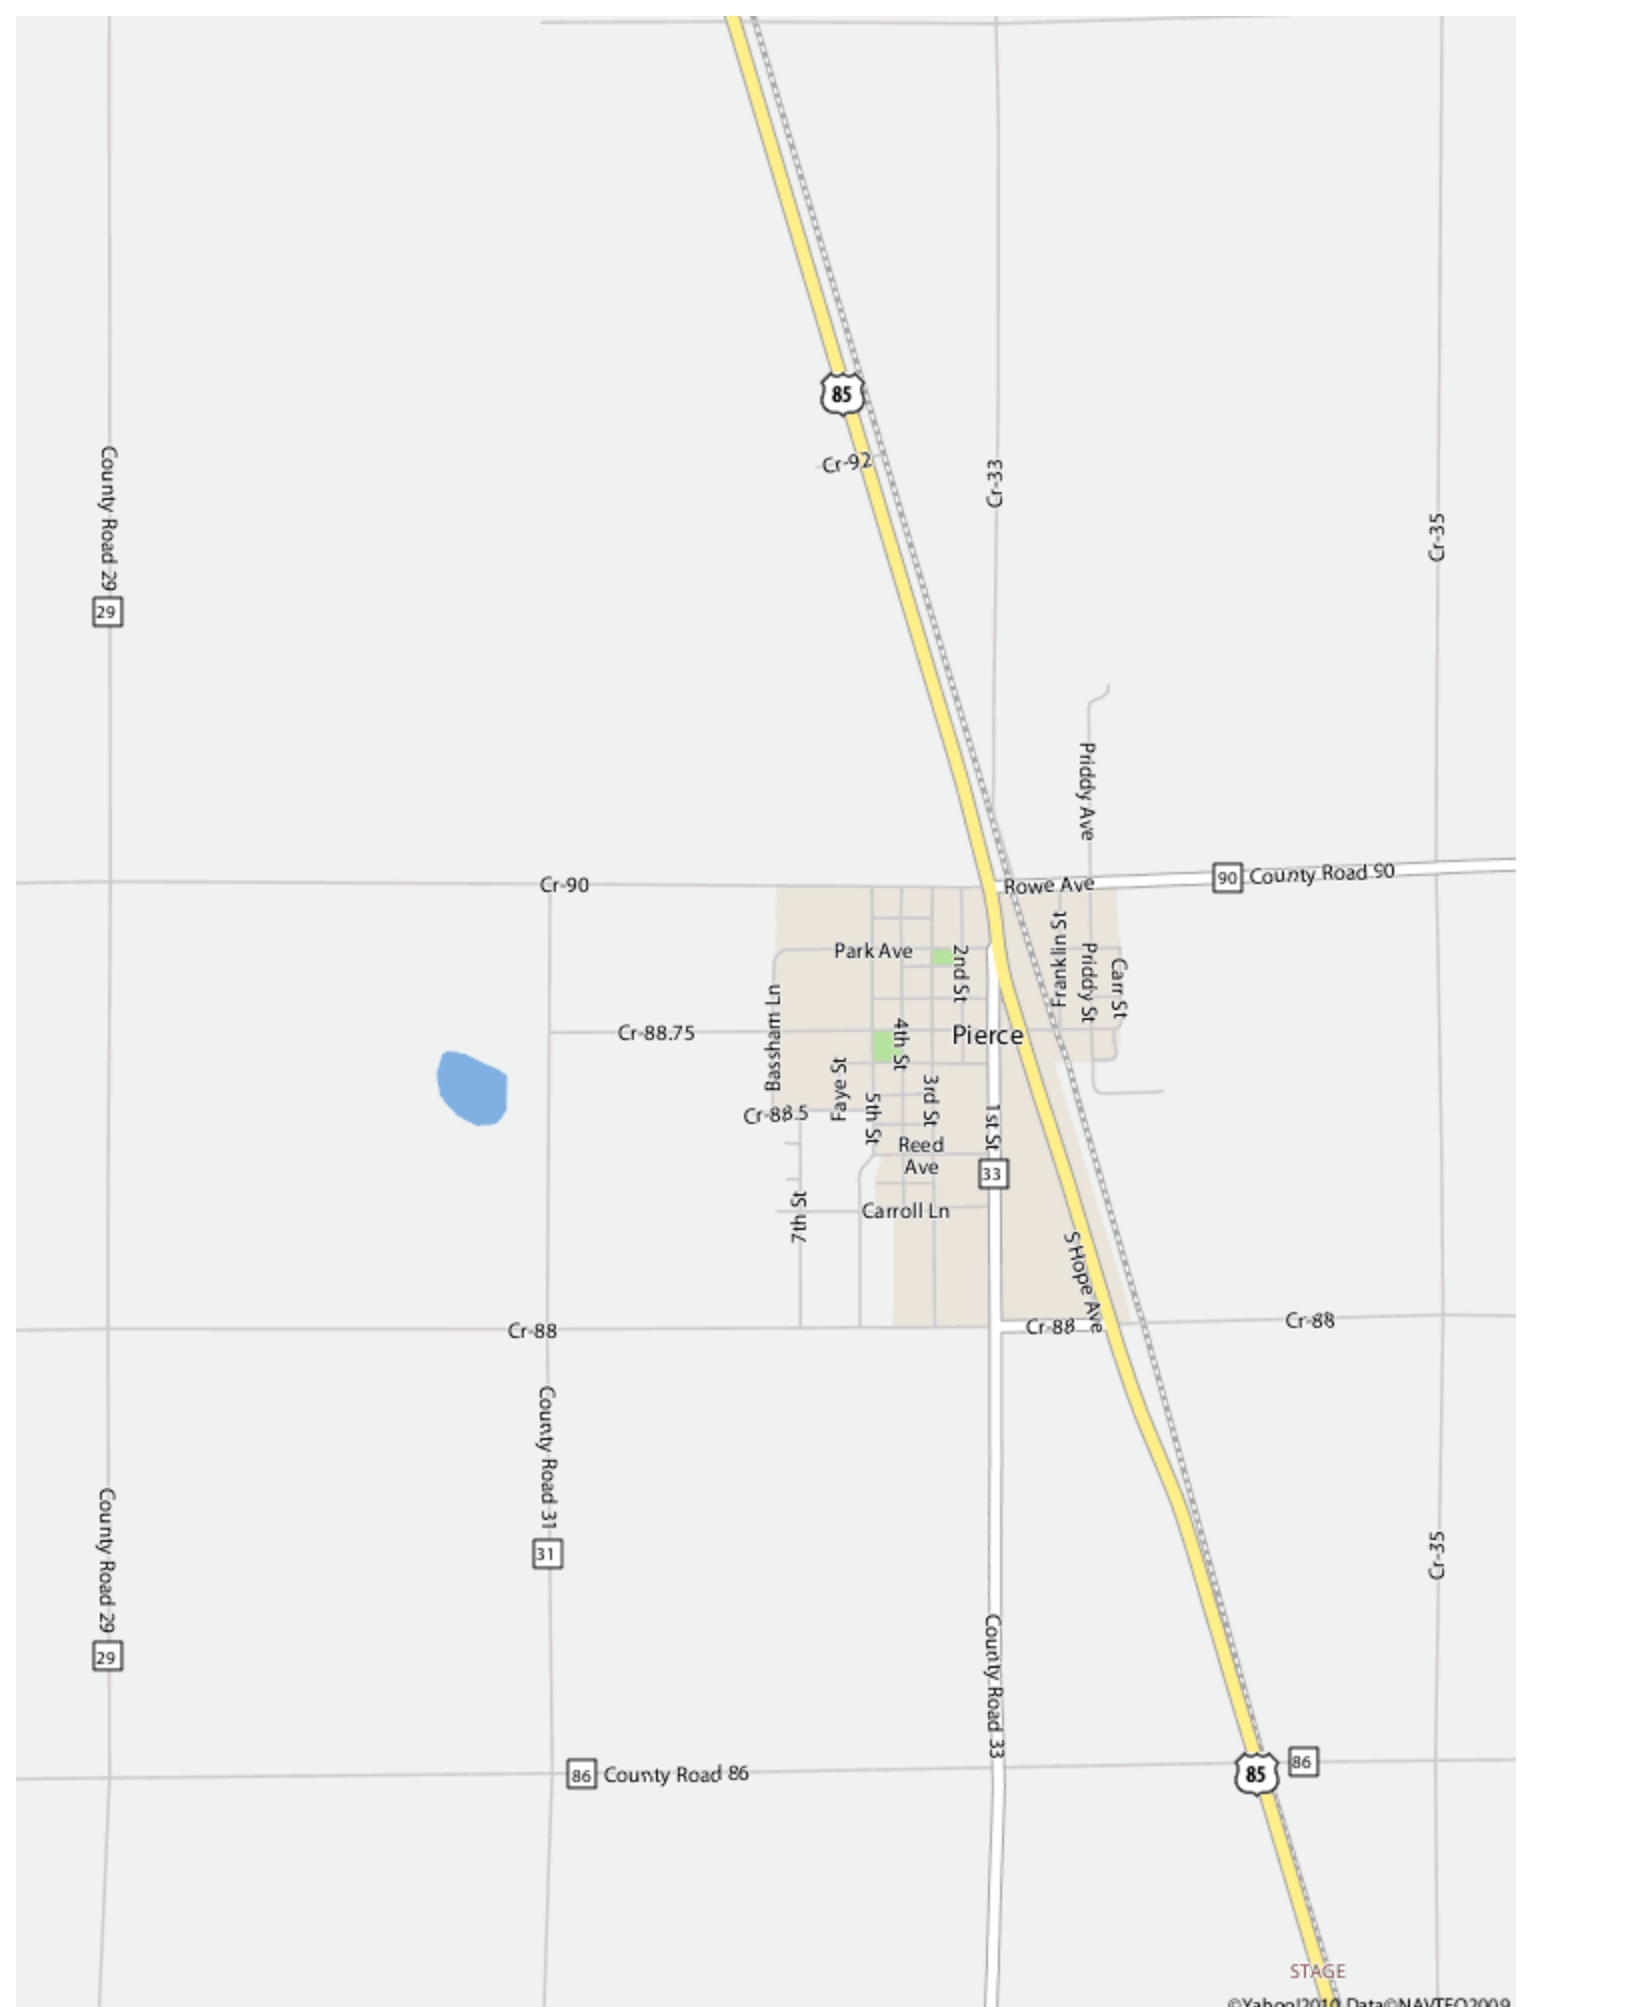 85
Cr-92
Cr-33
County Road 29
Cr-35
29
Priddy Ave
Cr-90
Rowe Ave
90 County Road 90
Park Ave
2nd St
Franklin St
Priddy St
Carr St
Bassham Ln
Cr-88.75
4th St
Pierce
Faye St
3rd St
5th St
1st St
Cr-88.5
Reed
Ave
33
7th St
Carroll Ln
S Hope Ave
Cr-88
Cr-88
Cr-88
County Road 31
County Road 29
31
Cr-35
29
County Road 33
86 County Road 86
85
86
STAGE
©Yahoo!2010 Data©NAVTEQ2009